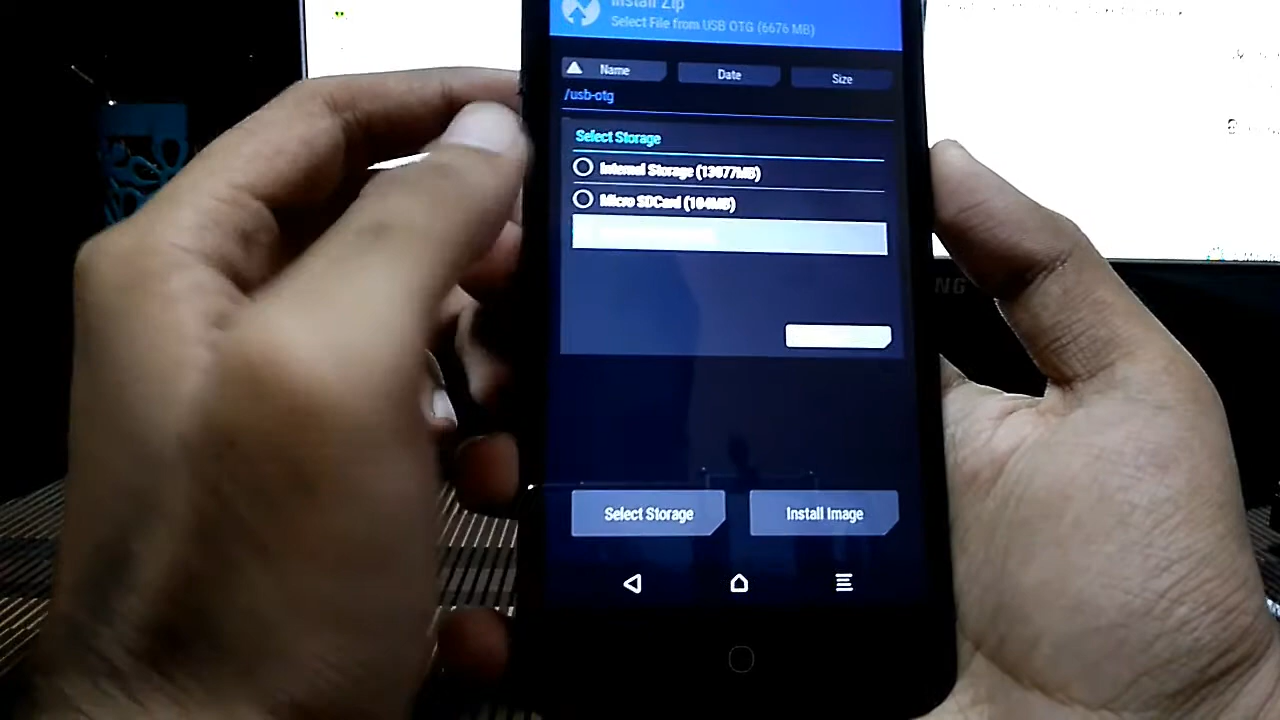 Install Zip
Select File from USB OTG (6676 MB)
Name
Date
Size
/usb-otg
Select Storage
Internal Storage (13077MB)
Micro SDCard (104MB)
Select Storage
Install Image
NG